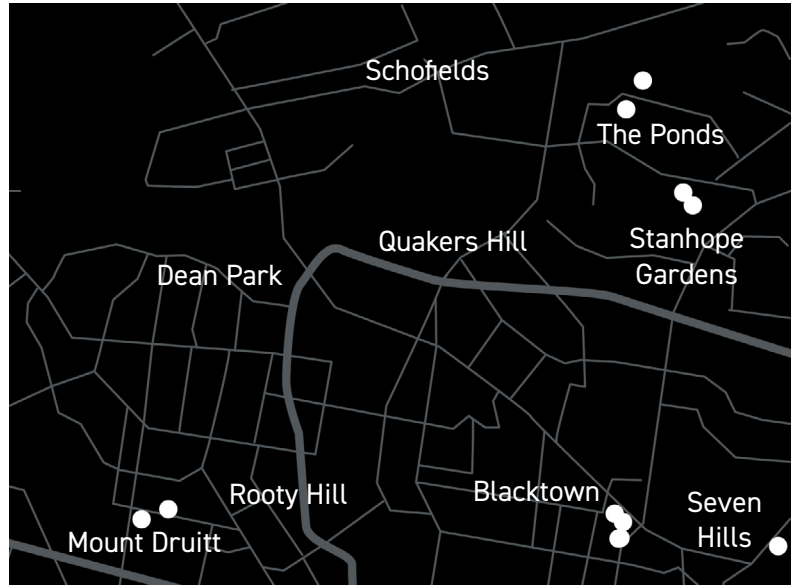 Schofields
The Ponds
Quakers Hill
Stanhope
Gardens
Dean Park
Rooty Hill
Blacktown
Seven
Hills
Mount Druitt